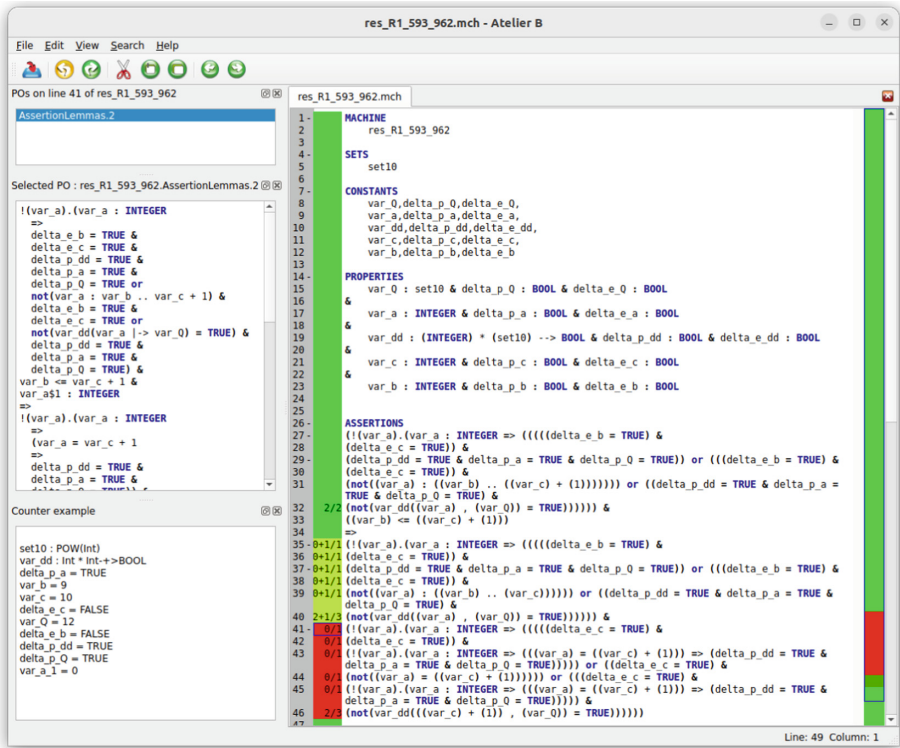 res_R1_593_962.mch - Atelier B
File Edit View Search Help
POs on line 41 of res_R1_593_962
AssertionLemmas.2
Selected PO : res_R1_593_962.AssertionLemmas.2
!(var_a).(var_a : INTEGER
=>
delta_e_b = TRUE &
delta_e_c = TRUE &
delta_p_dd = TRUE &
delta_p_a = TRUE &
delta_p_Q = TRUE or
not(var_a : var_b .. var_c + 1) &
delta_e_b = TRUE &
delta_e_c = TRUE or
not(var_dd(var_a |-> var_Q) = TRUE) &
delta_p_dd = TRUE &
delta_p_a = TRUE &
delta_p_Q = TRUE) &
var_b <= var_c + 1 &
var_a$1 : INTEGER
=>
!(var_a).(var_a : INTEGER
=>
(var_a = var_c + 1
=>
delta_p_dd = TRUE &
delta_p_a = TRUE &
Counter example
set10 : POW(Int)
var_dd : Int * Int-+>BOOL
delta_p_a = TRUE
var_b = 9
var_c = 10
delta_e_c = FALSE
var_Q = 12
delta_e_b = FALSE
delta_p_dd = TRUE
delta_p_Q = TRUE
var_a_1 = 0
res_R1_593_962.mch
1- MACHINE
2 res_R1_593_962
3
4- SETS
5 set10
6
7- CONSTANTS
8 var_Q,delta_p_Q,delta_e_Q,
9 var_a,delta_p_a,delta_e_a,
10 var_dd,delta_p_dd,delta_e_dd,
11 var_c,delta_p_c,delta_e_c,
12 var_b,delta_p_b,delta_e_b
13
14- PROPERTIES
15 var_Q : set10 & delta_p_Q : BOOL & delta_e_Q : BOOL
16 &
17 var_a : INTEGER & delta_p_a : BOOL & delta_e_a : BOOL
18 &
19 var_dd : (INTEGER) * (set10) --> BOOL & delta_p_dd : BOOL & delta_e_dd : BOOL
20 &
21 var_c : INTEGER & delta_p_c : BOOL & delta_e_c : BOOL
22 &
23 var_b : INTEGER & delta_p_b : BOOL & delta_e_b : BOOL
24
25
26- ASSERTIONS
27- (!(var_a).(var_a : INTEGER => (((((delta_e_b = TRUE) &
28 (delta_e_c = TRUE)) &
29- (delta_p_dd = TRUE & delta_p_a = TRUE & delta_p_Q = TRUE)) or (((delta_e_b = TRUE) &
30 (delta_e_c = TRUE)) &
31 (not((var_a) : ((var_b) .. ((var_c) + (1))))))) or ((delta_p_dd = TRUE & delta_p_a =
TRUE & delta_p_Q = TRUE) &
32 2/2 (not(var_dd((var_a) , (var_Q)) = TRUE)))))) &
33 ((var_b) <= ((var_c) + (1)))
34 =>
35- 0+1/1 (!(var_a).(var_a : INTEGER => (((((delta_e_b = TRUE) &
36 0+1/1 (delta_e_c = TRUE)) &
37- 0+1/1 (delta_p_dd = TRUE & delta_p_a = TRUE & delta_p_Q = TRUE)) or (((delta_e_b = TRUE) &
38 0+1/1 (delta_e_c = TRUE)) &
39 0+1/1 (not((var_a) : ((var_b) .. (var_c)))))) or ((delta_p_dd = TRUE & delta_p_a = TRUE &
delta_p_Q = TRUE) &
40 2+1/3 (not(var_dd((var_a) , (var_Q)) = TRUE)))))) &
41- 0/1 (!(var_a).(var_a : INTEGER => (((((delta_e_c = TRUE) &
42 0/1 (delta_e_c = TRUE)) &
43 0/1 (!(var_a).(var_a : INTEGER => (((var_a) = ((var_c) + (1))) => (delta_p_dd = TRUE &
delta_p_a = TRUE & delta_p_Q = TRUE))))) or ((delta_e_c = TRUE) &
44 0/1 (not((var_a) = ((var_c) + (1)))))) or (((delta_e_c = TRUE) &
45 0/1 (!(var_a).(var_a : INTEGER => (((var_a) = ((var_c) + (1))) => (delta_p_dd = TRUE &
delta_p_a = TRUE & delta_p_Q = TRUE))))) &
46 2/3 (not(var_dd(((var_c) + (1)) , (var_Q)) = TRUE))))))
47
Line: 49 Column: 1